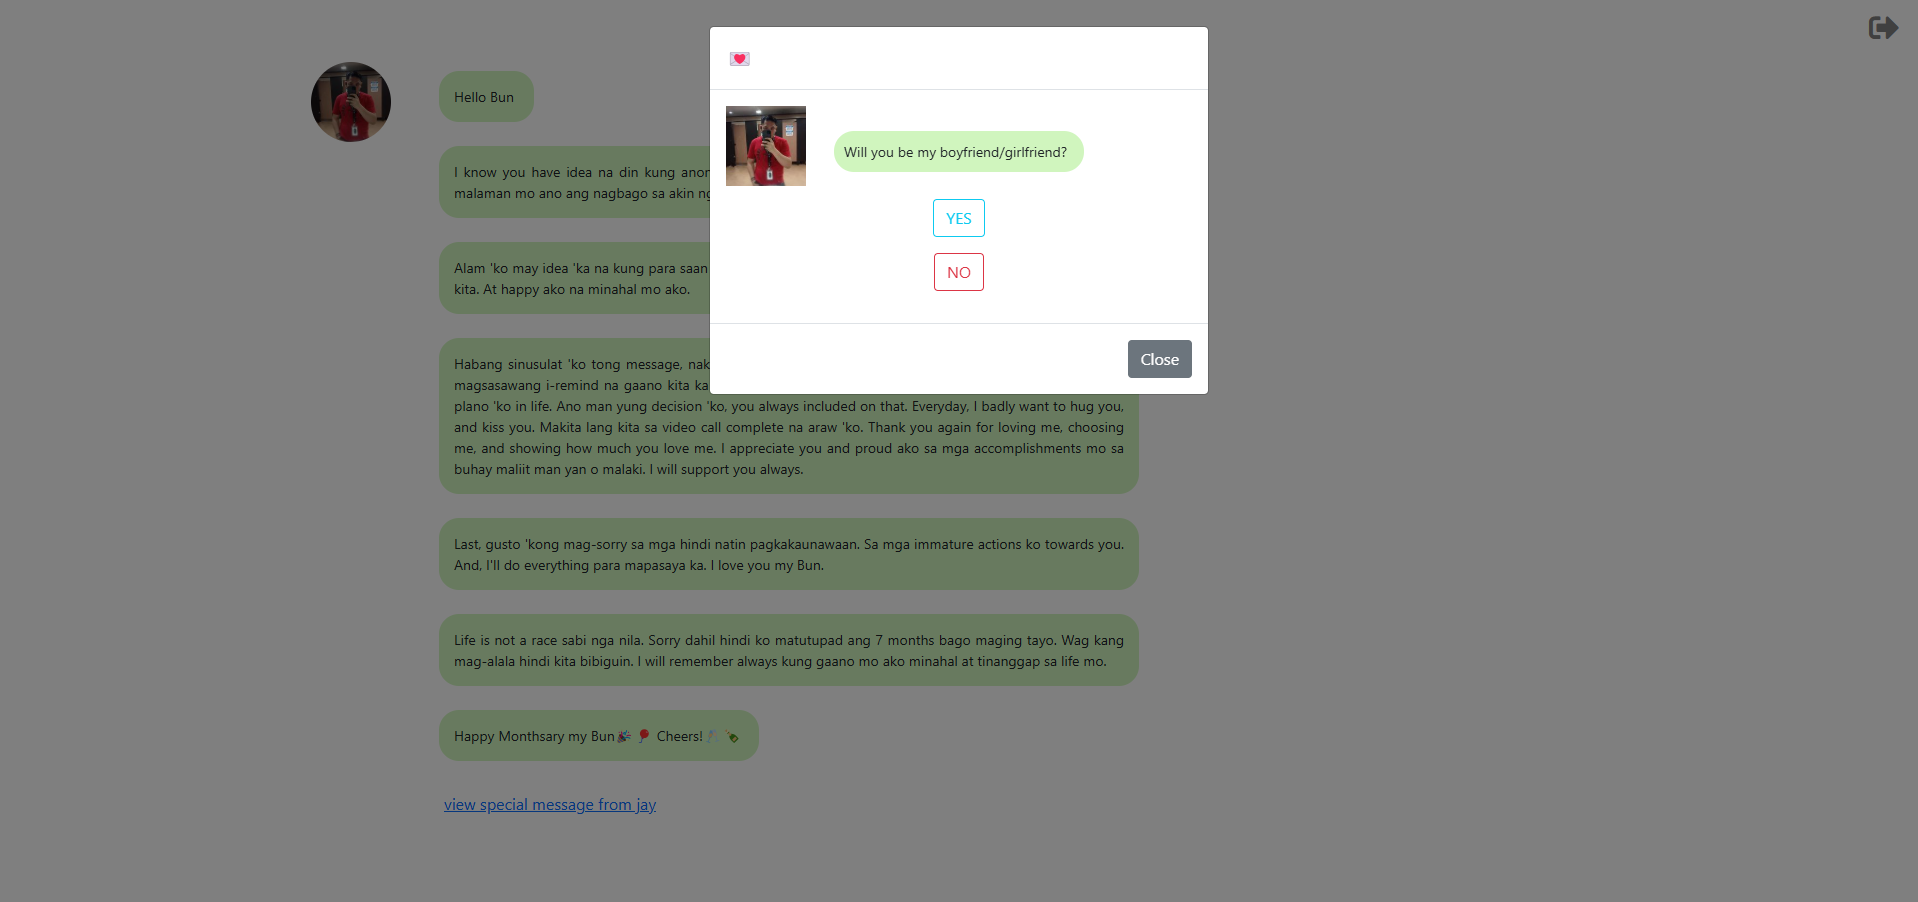 Hello Bun
I know you have idea na din kung
malaman mo ano ang nagbago sa akin
Alam 'ko may idea 'ka na kung para saan
kita. At happy ako na minahal mo ako.
Habang sinusulat 'ko tong message,
magsasawang i-remind na gaano kita
plano 'ko in life. Ano man yung decision 'ko, you always included on that. Everyday, I badly want to hug you,
and kiss you. Makita lang kita sa video call complete na araw 'ko. Thank you again for loving me, choosing
me, and showing how much you love me. I appreciate you and proud ako sa mga accomplishments mo sa
buhay maliit man yan o malaki. I will support you always.
Last, gusto 'kong mag-sorry sa mga hindi natin pagkakaunawaan. Sa mga immature actions ko towards you.
And, I'll do everything para mapasaya ka. I love you my Bun.
Life is not a race sabi nga nila. Sorry dahil hindi ko matutupad ang 7 months bago maging tayo. Wag kang
mag-alala hindi kita bibiguin. I will remember always kung gaano mo ako minahal at tinanggap sa life mo.
Happy Monthsary my Bun🎉🎈 Cheers!🥂🍾
view special message from jay
💌
Will you be my boyfriend/girlfriend?
YES
NO
Close